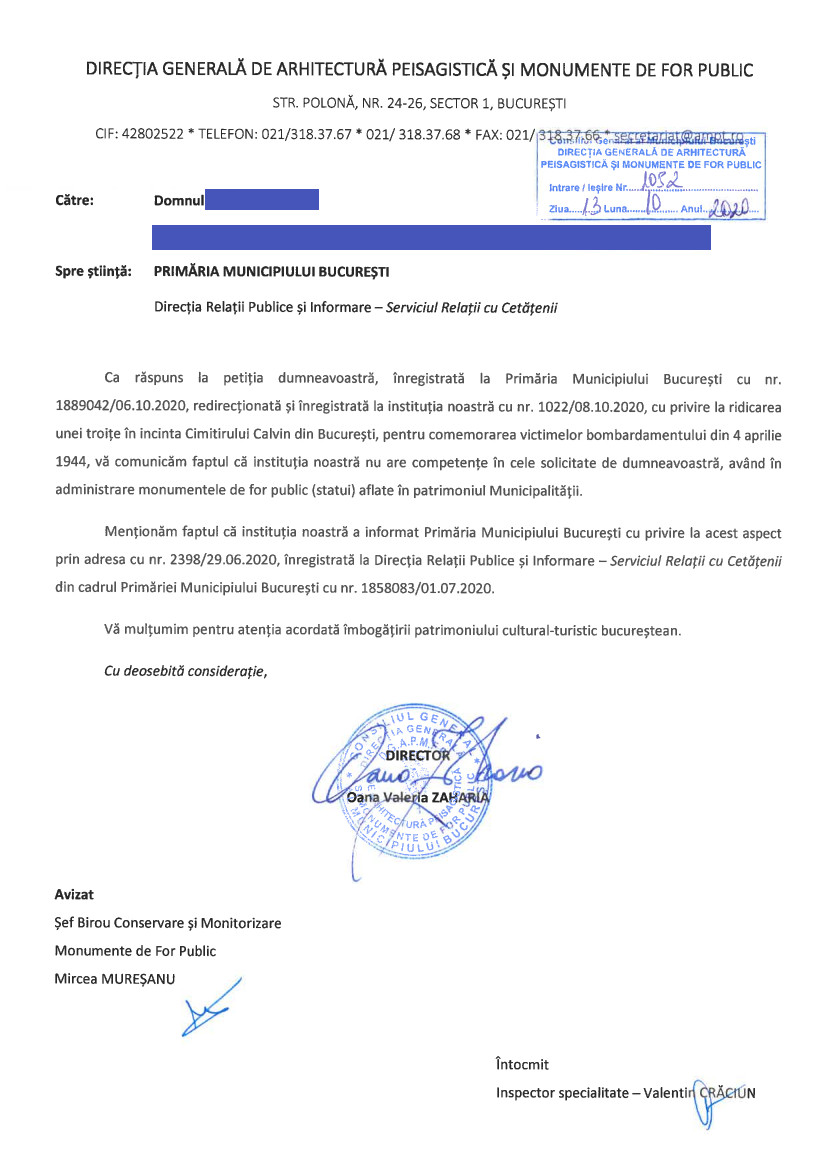 DIRECȚIA GENERALĂ DE ARHITECTURĂ PEISAGISTICĂ ȘI MONUMENTE DE FOR PUBLIC
STR. POLONĂ, NR. 24-26, SECTOR 1, BUCUREȘTI
CIF: 42802522 * TELEFON: 021/318.37.67 * 021/ 318.37.68 * FAX: 021/ 318.37.66 * secretariat@ampt.ro
Consiliul General al Municipiului București
DIRECȚIA GENERALĂ DE ARHITECTURĂ
PEISAGISTICĂ ȘI MONUMENTE DE FOR PUBLIC
Intrare / Ieșire Nr. 1052
Ziua 13 Luna 10 Anul 2020
Către: Domnul
Spre știință: PRIMĂRIA MUNICIPIULUI BUCUREȘTI
Direcția Relații Publice și Informare – Serviciul Relații cu Cetățenii
Ca răspuns la petiția dumneavoastră, înregistrată la Primăria Municipiului București cu nr.
1889042/06.10.2020, redirecționată și înregistrată la instituția noastră cu nr. 1022/08.10.2020, cu privire la ridicarea
unei troițe în incinta Cimitirului Calvin din București, pentru comemorarea victimelor bombardamentului din 4 aprilie
1944, vă comunicăm faptul că instituția noastră nu are competențe în cele solicitate de dumneavoastră, având în
administrare monumentele de for public (statui) aflate în patrimoniul Municipalității.
Menționăm faptul că instituția noastră a informat Primăria Municipiului București cu privire la acest aspect
prin adresa cu nr. 2398/29.06.2020, înregistrată la Direcția Relații Publice și Informare – Serviciul Relații cu Cetățenii
din cadrul Primăriei Municipiului București cu nr. 1858083/01.07.2020.
Vă mulțumim pentru atenția acordată îmbogățirii patrimoniului cultural-turistic bucureștean.
Cu deosebită considerație,
CONSILIUL GENERAL * MUNICIPIULUI BUCUREȘTI *
DIRECȚIA GENERALĂ DE ARHITECTURĂ PEISAGISTICĂ
ȘI MONUMENTE DE FOR PUBLIC
D.G.A.P.M.F.P.
DIRECTOR
Oana Valeria ZAHARIA
Avizat
Șef Birou Conservare și Monitorizare
Monumente de For Public
Mircea MUREȘANU
Întocmit
Inspector specialitate – Valentin CRĂCIUN